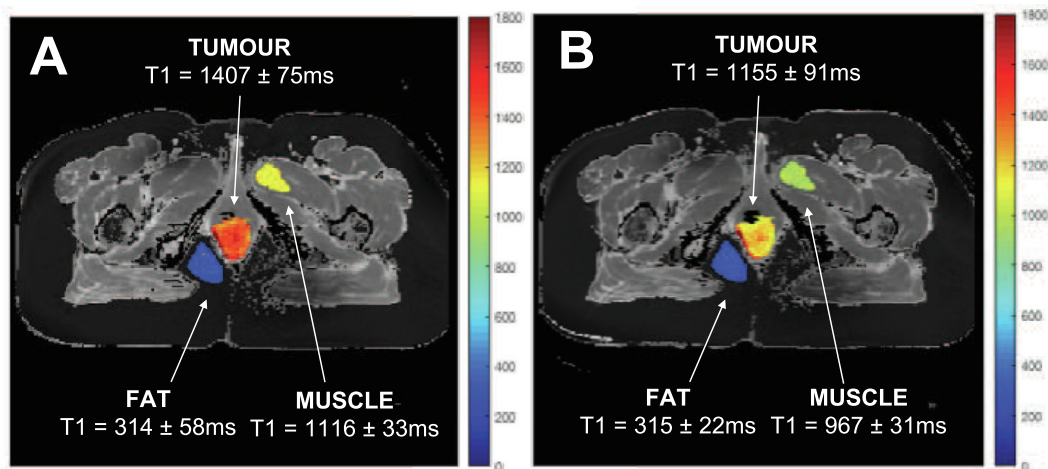 A
TUMOUR
T1 = 1407 ± 75ms
FAT
T1 = 314 ± 58ms
MUSCLE
T1 = 1116 ± 33ms
1800
1600
1400
1200
1000
800
600
400
200
0
B
TUMOUR
T1 = 1155 ± 91ms
FAT
T1 = 315 ± 22ms
MUSCLE
T1 = 967 ± 31ms
1800
1600
1400
1200
1000
800
600
400
200
0